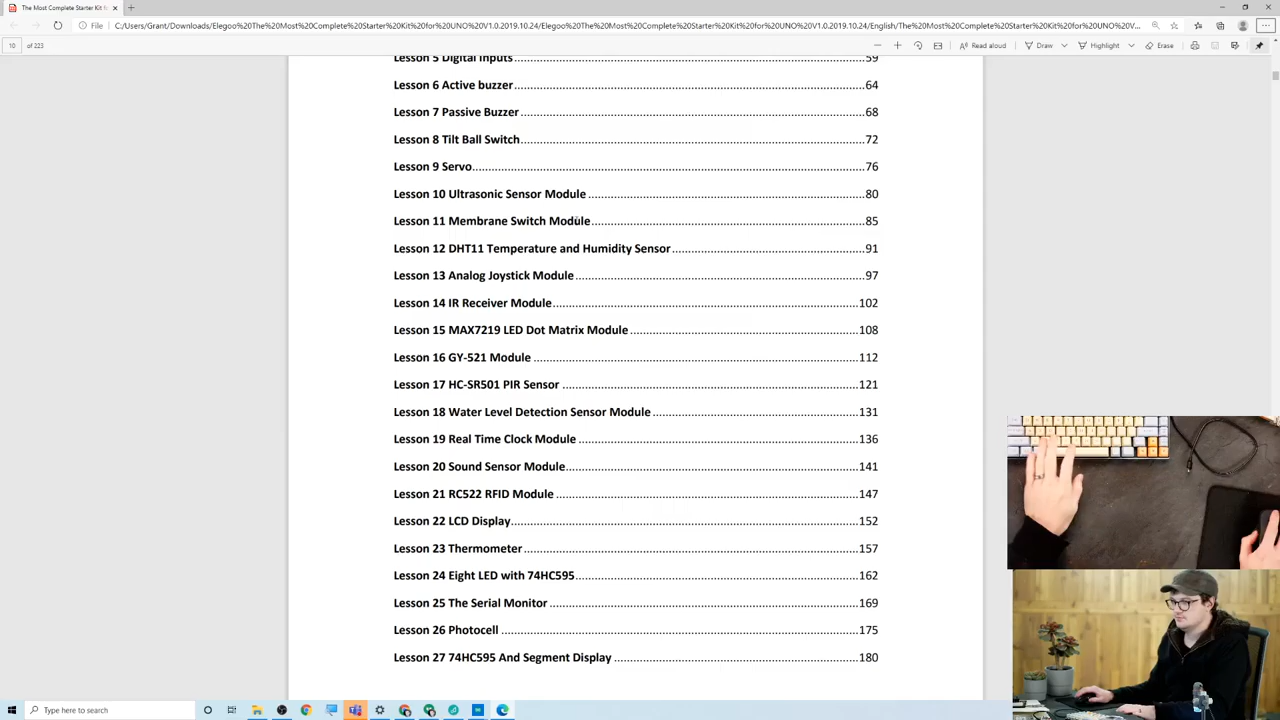 The Most Complete Starter Kit fo
File
C:/Users/Grant/Downloads/Elegoo%20The%20Most%20Complete%20Starter%20Kit%20for%20UNO%20V1.0.2019.10.24/Elegoo%20The%20Most%20Complete%20Starter%20Kit%20for%20UNO%20V1.0.2019.10.24/English/The%20Most%20Complete%20Starter%20Kit%20for%20UNO%20V...
10 of 223
Read aloud
Draw
Highlight
Erase
Lesson 5 Digital Inputs 59
Lesson 6 Active buzzer 64
Lesson 7 Passive Buzzer 68
Lesson 8 Tilt Ball Switch 72
Lesson 9 Servo 76
Lesson 10 Ultrasonic Sensor Module 80
Lesson 11 Membrane Switch Module 85
Lesson 12 DHT11 Temperature and Humidity Sensor 91
Lesson 13 Analog Joystick Module 97
Lesson 14 IR Receiver Module 102
Lesson 15 MAX7219 LED Dot Matrix Module 108
Lesson 16 GY-521 Module 112
Lesson 17 HC-SR501 PIR Sensor 121
Lesson 18 Water Level Detection Sensor Module 131
Lesson 19 Real Time Clock Module 136
Lesson 20 Sound Sensor Module 141
Lesson 21 RC522 RFID Module 147
Lesson 22 LCD Display 152
Lesson 23 Thermometer 157
Lesson 24 Eight LED with 74HC595 162
Lesson 25 The Serial Monitor 169
Lesson 26 Photocell 175
Lesson 27 74HC595 And Segment Display 180
Type here to search